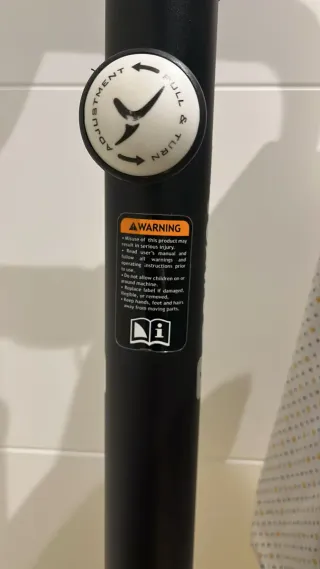 PULL & TURN
ADJUSTMENT
WARNING
• Misuse of this product may
result in serious injury.
• Read user's manual and
follow all warnings and
operating instructions prior
to use.
• Do not allow children on or
around machine.
• Replace label if damaged,
illegible, or removed.
• Keep hands, feet and hairs
away from moving parts.